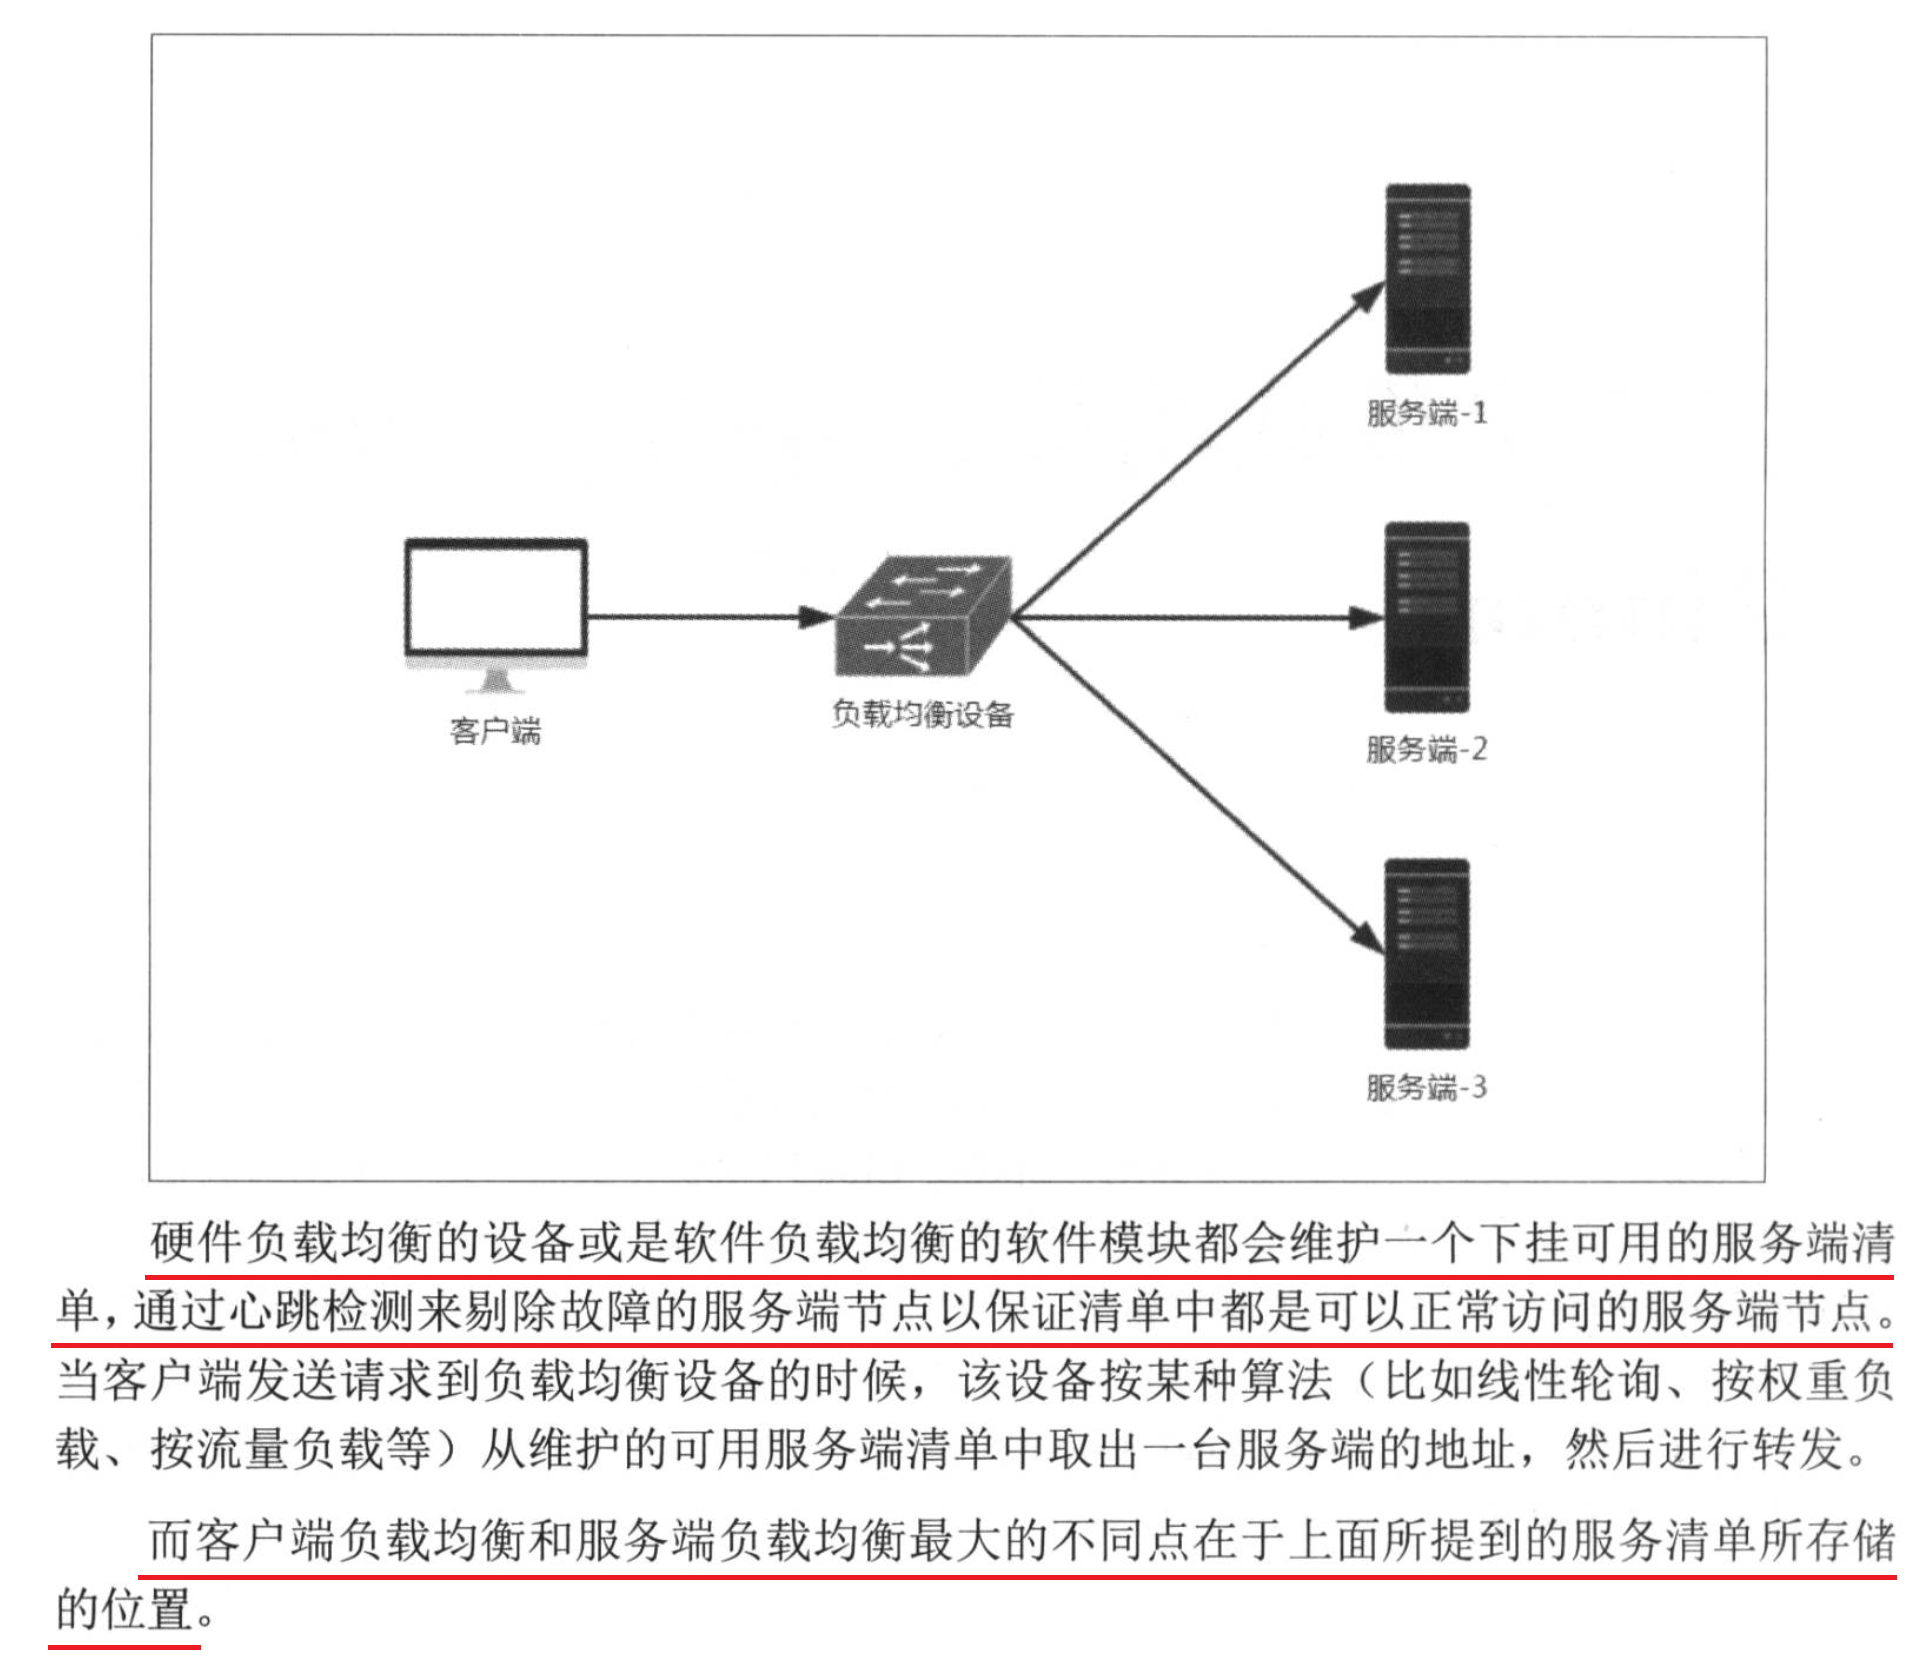 服务端-1
客户端
负载均衡设备
服务端-2
服务端-3
硬件负载均衡的设备或是软件负载均衡的软件模块都会维护一个下挂可用的服务端清
单，通过心跳检测来剔除故障的服务端节点以保证清单中都是可以正常访问的服务端节点。
当客户端发送请求到负载均衡设备的时候，该设备按某种算法（比如线性轮询、按权重负
载、按流量负载等）从维护的可用服务端清单中取出一台服务端的地址，然后进行转发。
而客户端负载均衡和服务端负载均衡最大的不同点在于上面所提到的服务清单所存储
的位置。